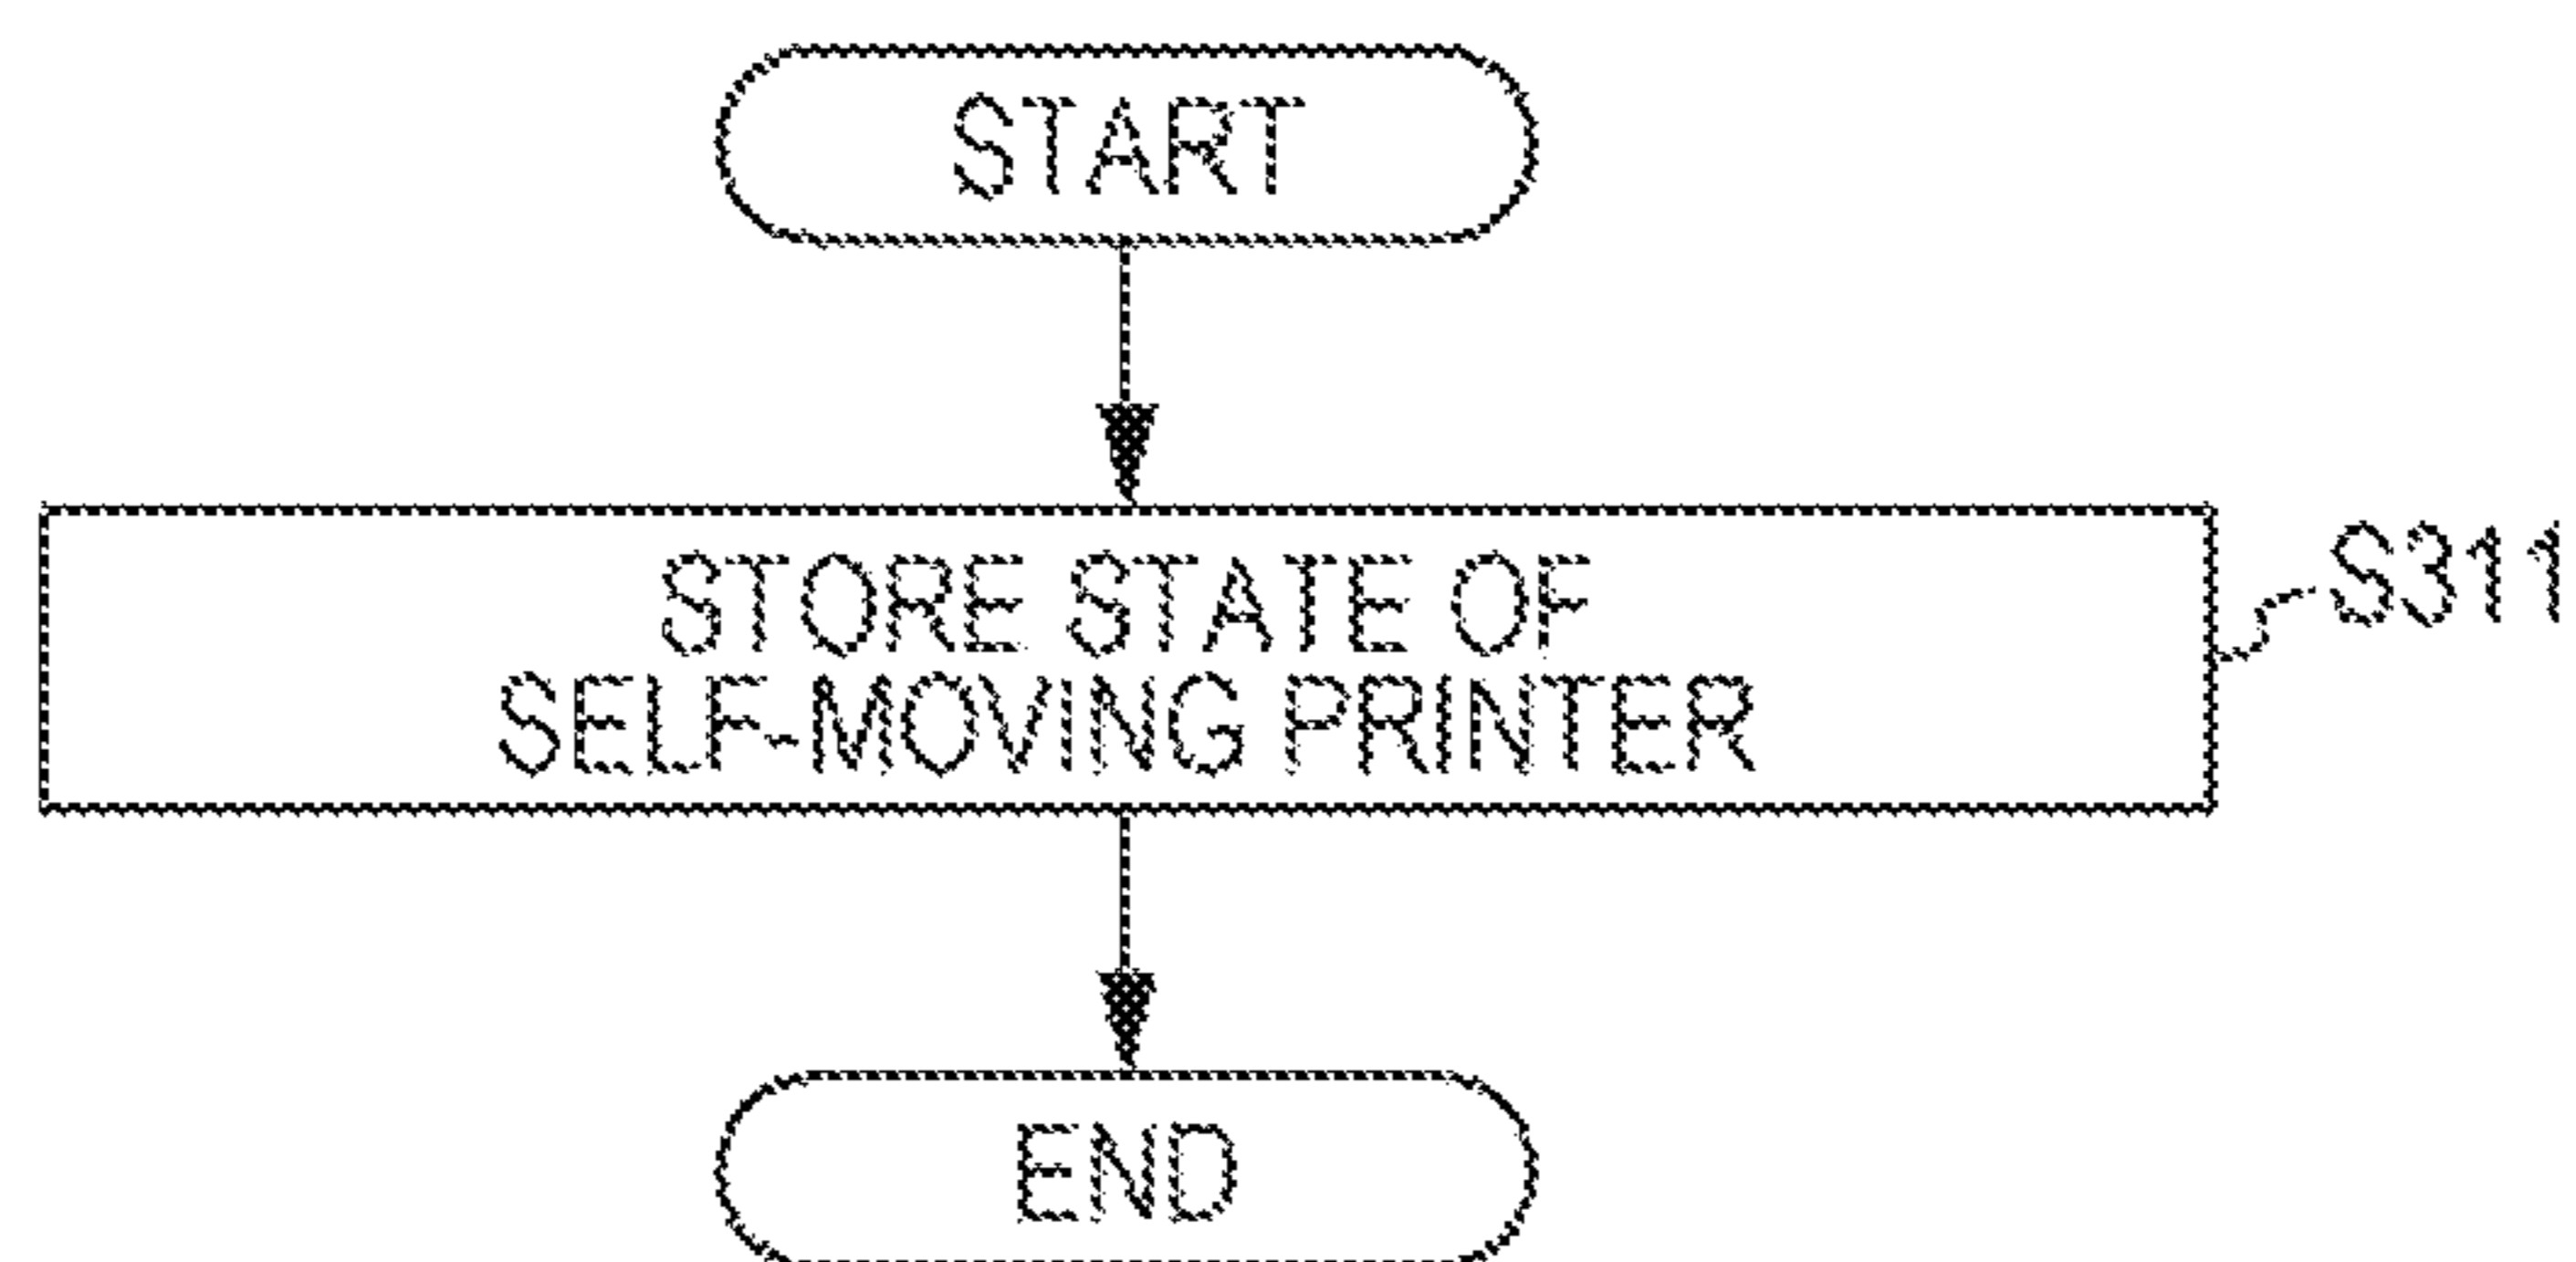 START
STORE STATE OF
SELF-MOVING PRINTER
S311
END